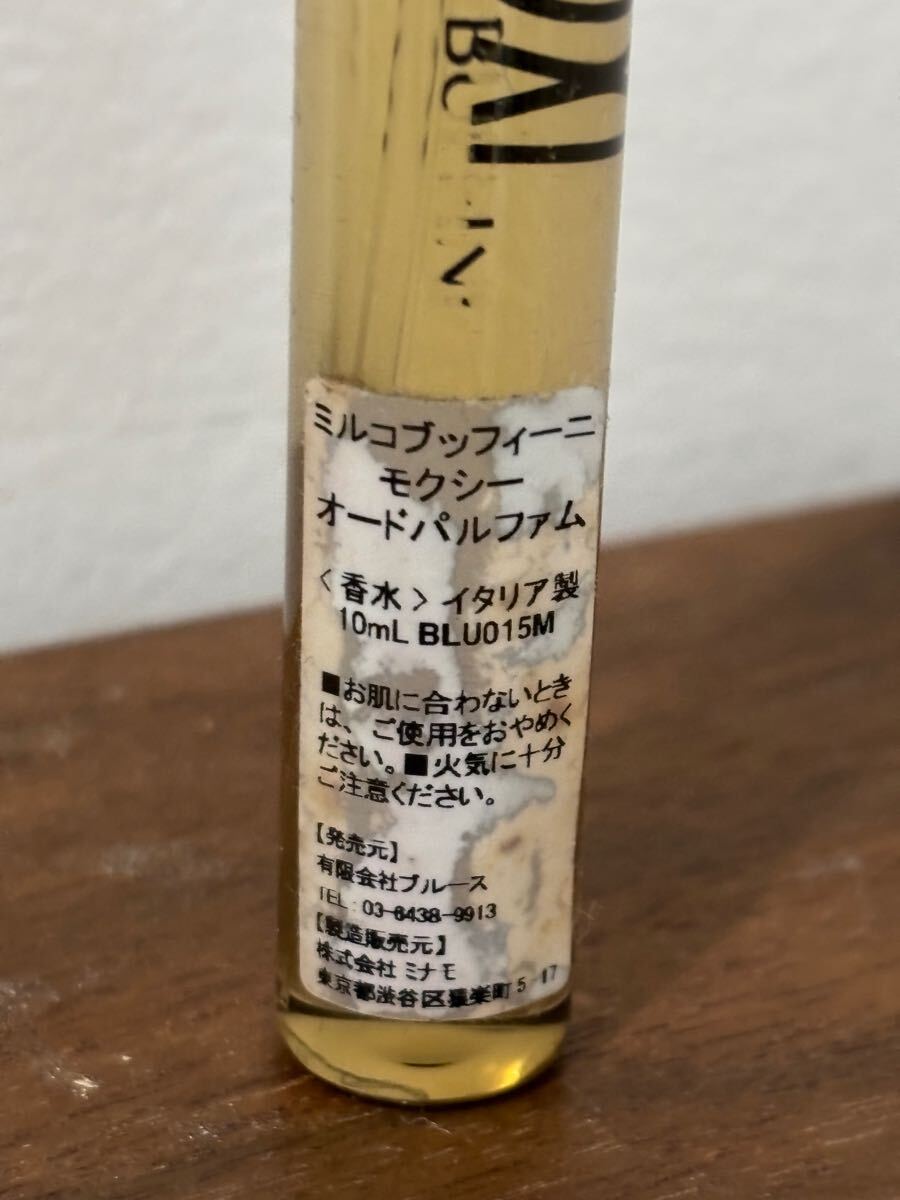 ミルコブッフィーニ
モクシー
オードパルファム
<香水>イタリア製
10mL BLU015M
■お肌に合わないとき
は、ご使用をおやめく
ださい。■火気に十分
ご注意ください。
【発売元】
有限会社ブルース
TEL: 03-6438-9913
【製造販売元】
株式会社 ミナモ
東京都渋谷区猿楽町5 17